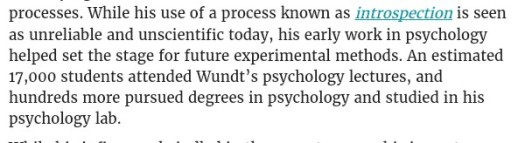 processes. While his use of a process known as introspection is seen
as unreliable and unscientific today, his early work in psychology
helped set the stage for future experimental methods. An estimated
17,000 students attended Wundt’s psychology lectures, and
hundreds more pursued degrees in psychology and studied in his
psychology lab.